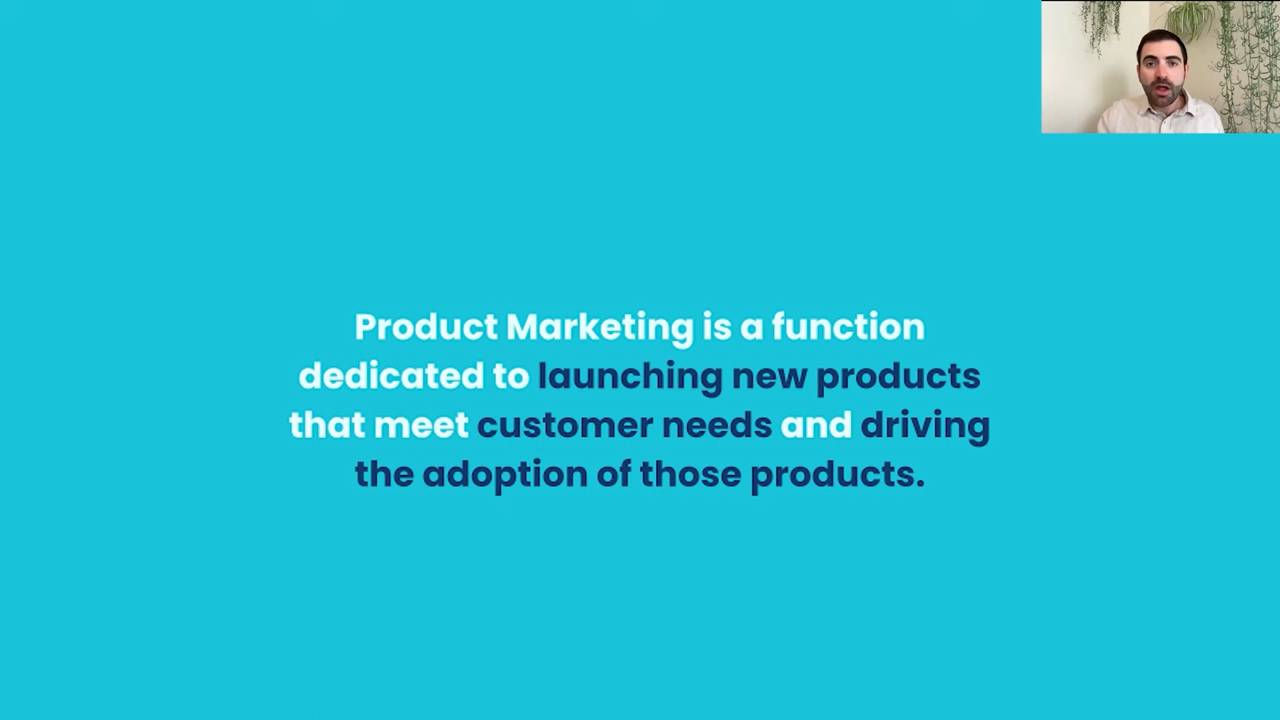 Product Marketing is a function
dedicated to launching new products
that meet customer needs and driving
the adoption of those products.